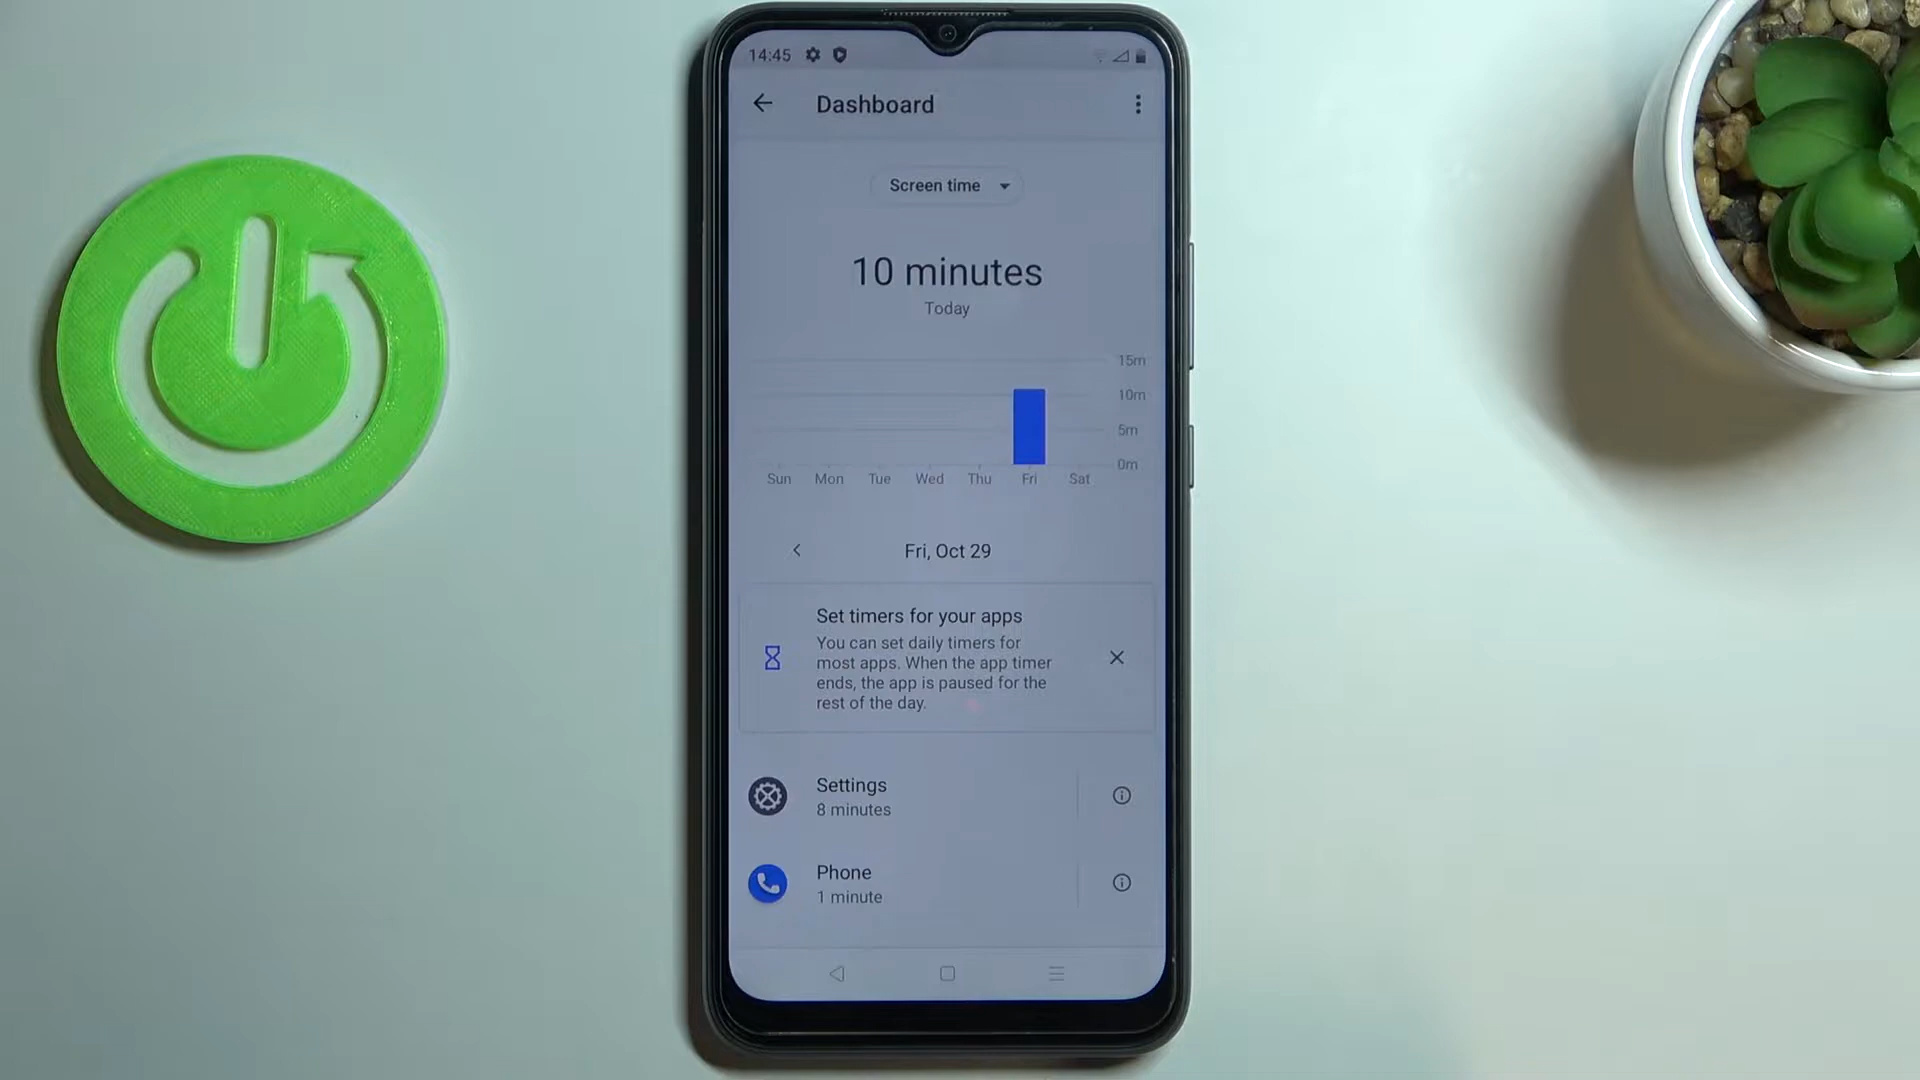 14:45
Dashboard
Screen time
10 minutes
Today
15m
10m
5m
0m
Sun Mon Tue Wed Thu Fri Sat
Fri, Oct 29
Set timers for your apps
You can set daily timers for
most apps. When the app timer
ends, the app is paused for the
rest of the day.
Settings
8 minutes
Phone
1 minute